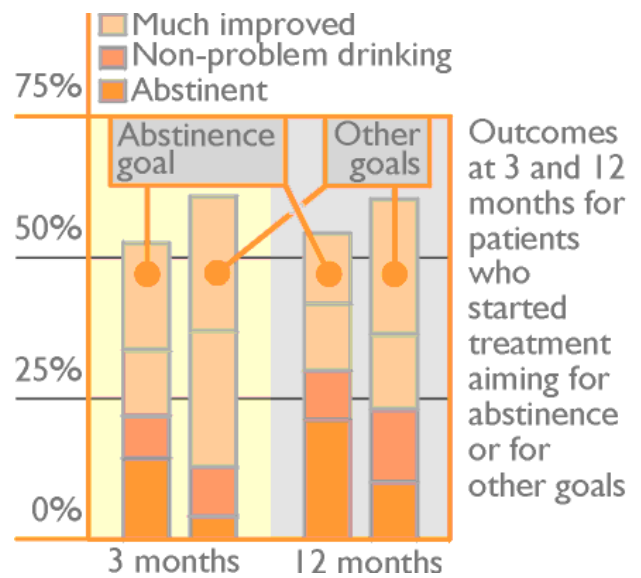 Much improved
Non-problem drinking
Abstinent
75%
Abstinence
goal
Other
goals
50%
25%
0%
3 months
12 months
Outcomes
at 3 and 12
months for
patients
who
started
treatment
aiming for
abstinence
or for
other goals